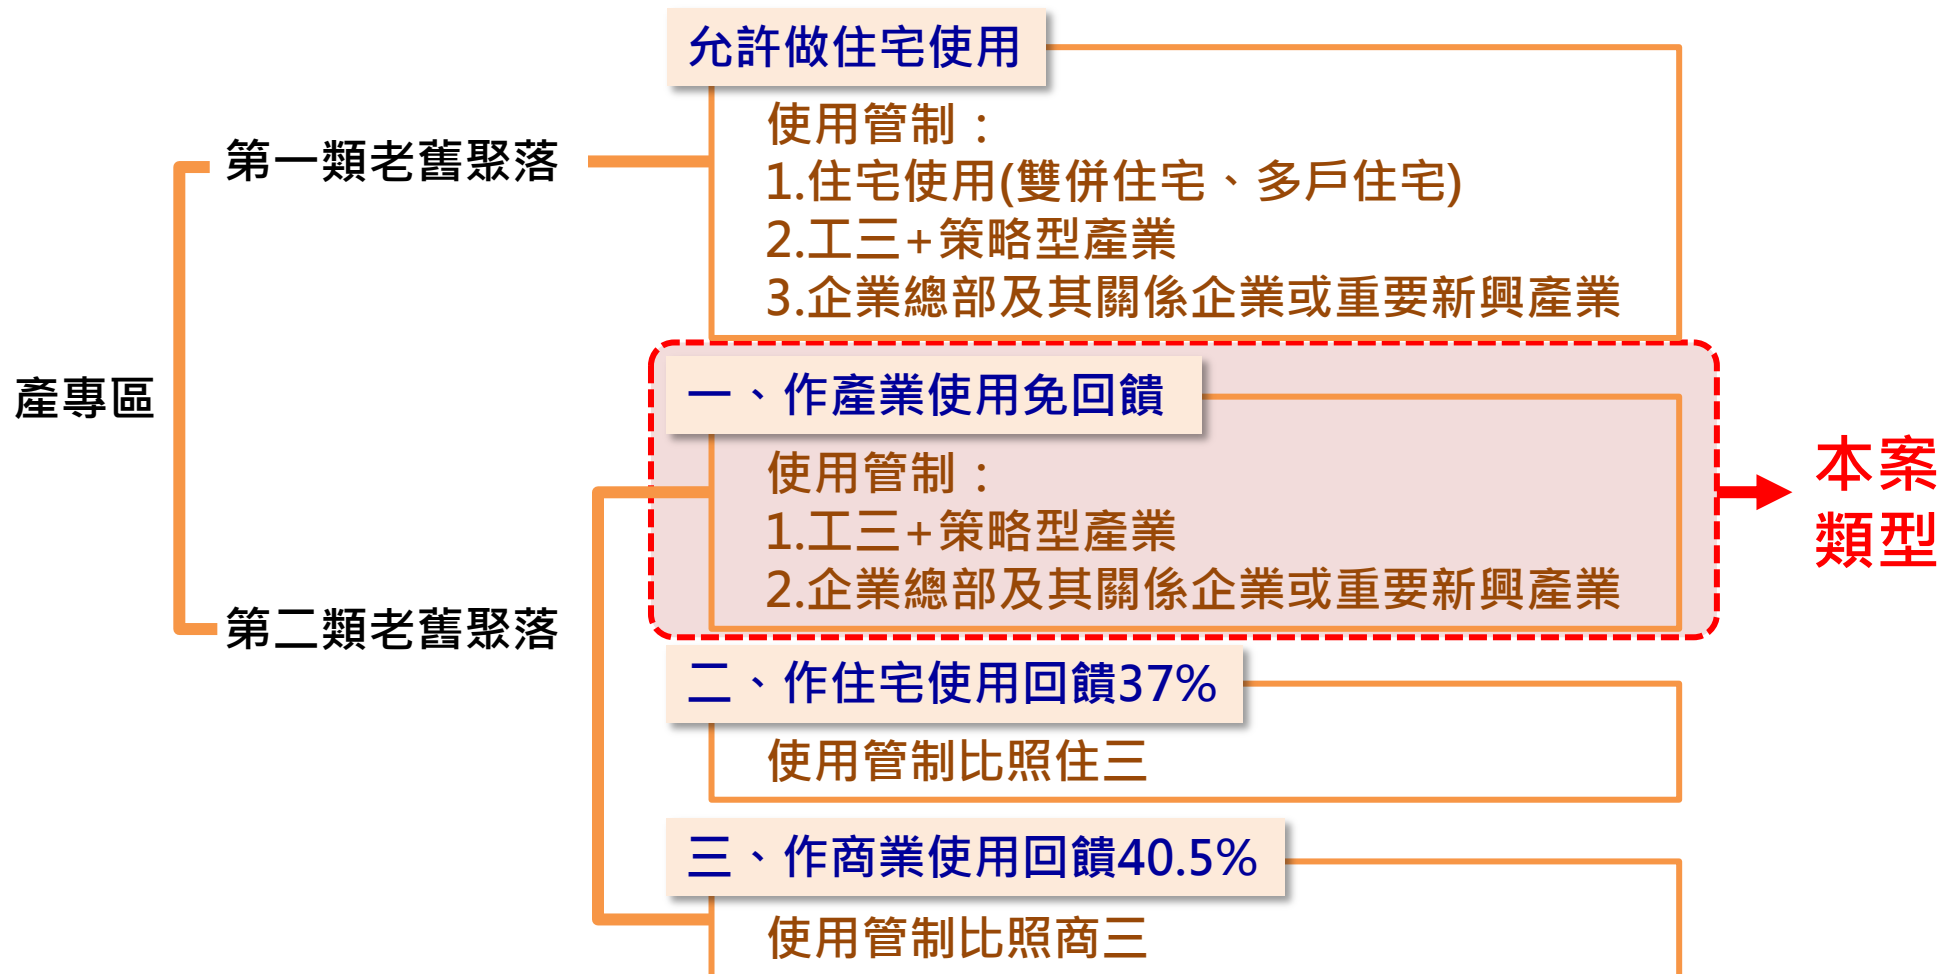 產專區
第一類老舊聚落
允許做住宅使用
使用管制：
1.住宅使用(雙併住宅、多戶住宅)
2.工三+策略型產業
3.企業總部及其關係企業或重要新興產業
第二類老舊聚落
一、作產業使用免回饋
使用管制：
1.工三+策略型產業
2.企業總部及其關係企業或重要新興產業
本案
類型
二、作住宅使用回饋37%
使用管制比照住三
三、作商業使用回饋40.5%
使用管制比照商三